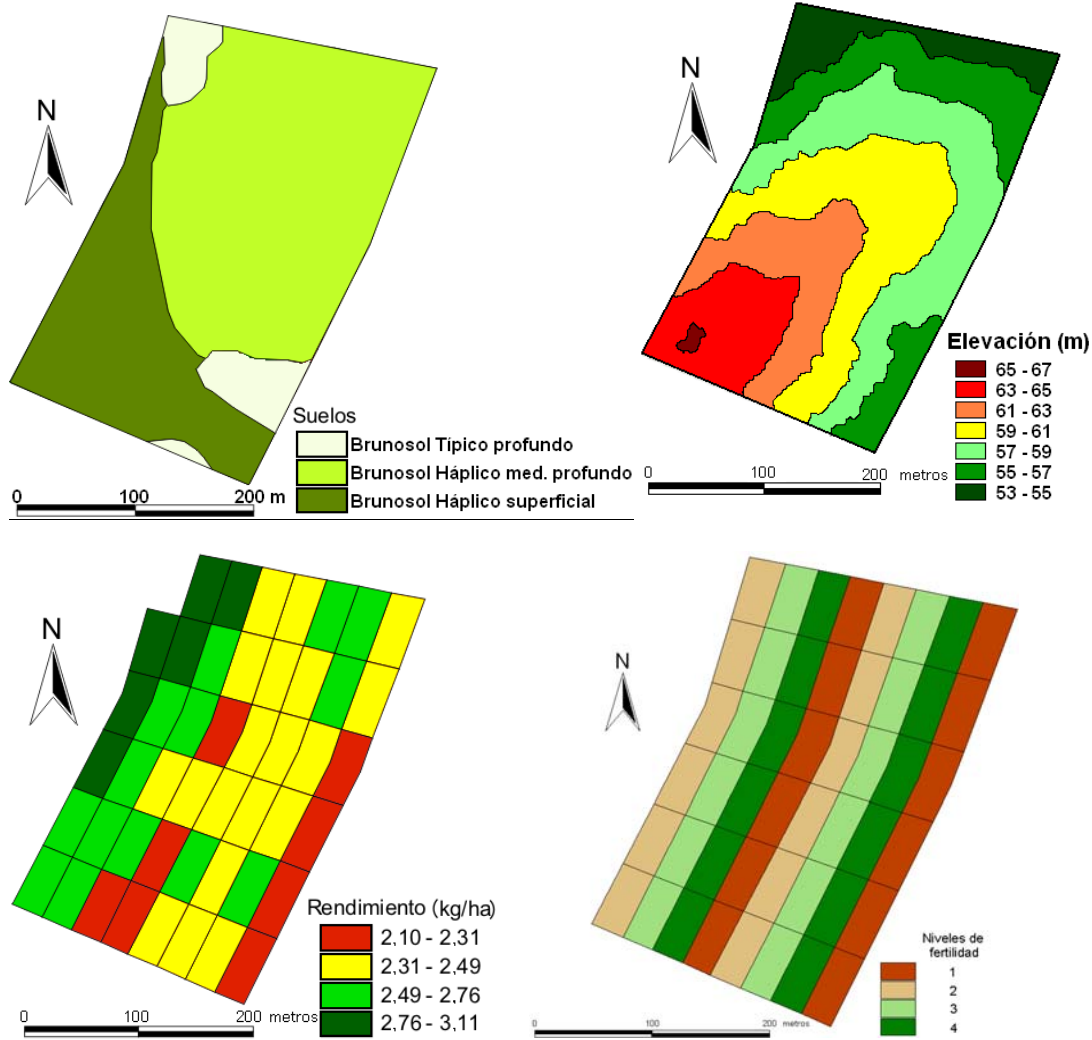 N
Suelos
Brunosol Típico profundo
Brunosol Háplico med. profundo
Brunosol Háplico superficial
0 100 200 m
N
Elevación (m)
65 - 67
63 - 65
61 - 63
59 - 61
57 - 59
55 - 57
53 - 55
0 100 200 metros
N
Rendimiento (kg/ha)
2,10 - 2,31
2,31 - 2,49
2,49 - 2,76
2,76 - 3,11
0 100 200 metros
N
Niveles de
fertilidad
1
2
3
4
0 100 200 metros